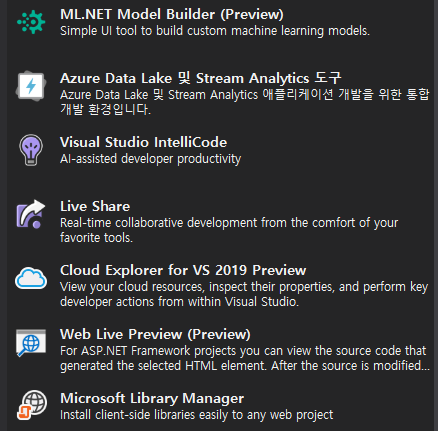 ML.NET Model Builder (Preview)
Simple UI tool to build custom machine learning models.
Azure Data Lake 및 Stream Analytics 도구
Azure Data Lake 및 Stream Analytics 애플리케이션 개발을 위한 통합
개발 환경입니다.
Visual Studio IntelliCode
AI-assisted developer productivity
Live Share
Real-time collaborative development from the comfort of your
favorite tools.
Cloud Explorer for VS 2019 Preview
View your cloud resources, inspect their properties, and perform key
developer actions from within Visual Studio.
Web Live Preview (Preview)
For ASP.NET Framework projects you can view the source code that
generated the selected HTML element. After the source is modified...
Microsoft Library Manager
Install client-side libraries easily to any web project